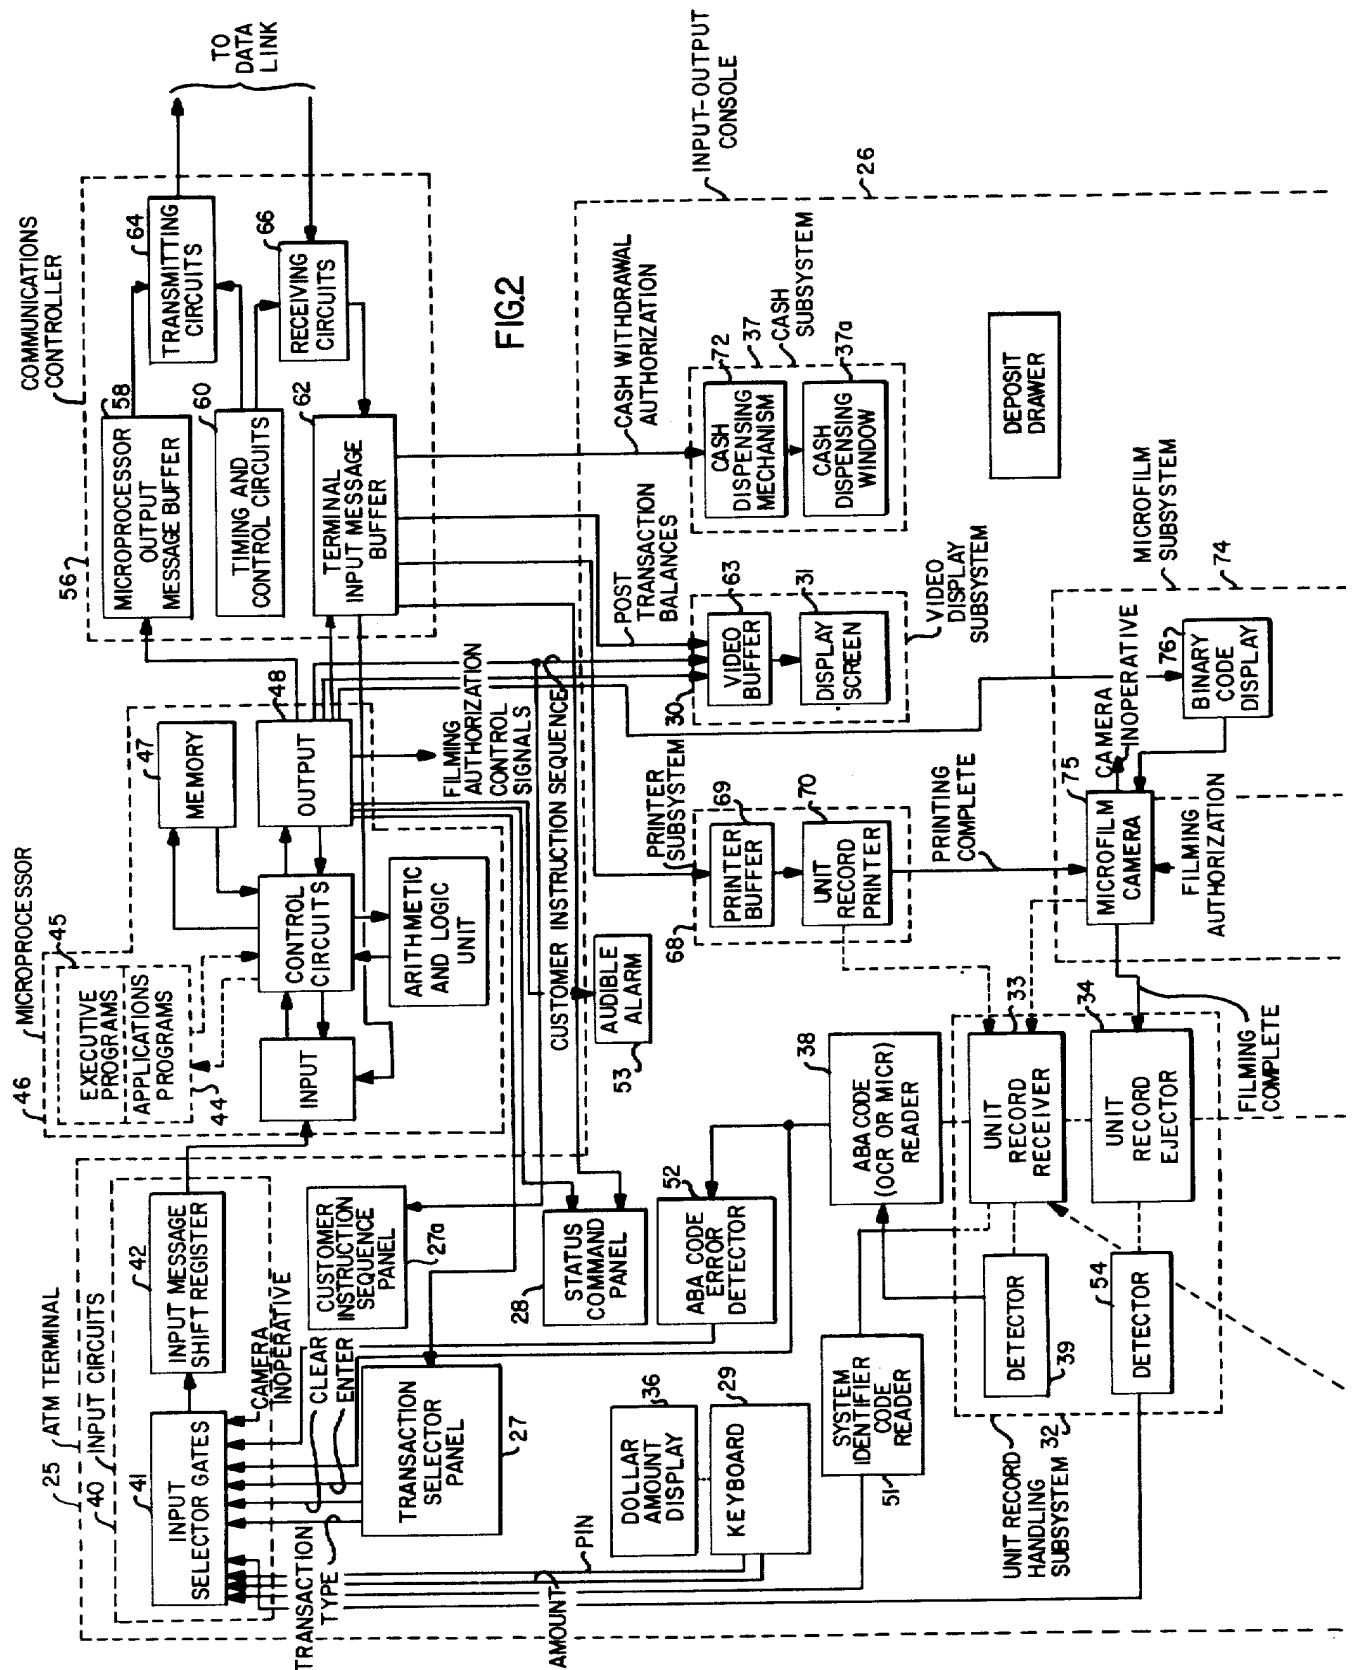 COMMUNICATIONS
CONTROLLER
56
MICROPROCESSOR
OUTPUT
MESSAGE BUFFER
58
TRANSMITTING
CIRCUITS
64
TIMING AND
CONTROL CIRCUITS
60
RECEIVING
CIRCUITS
66
TERMINAL
INPUT MESSAGE
BUFFER
62
TO
DATA
LINK
FIG.2
MICROPROCESSOR
46
EXECUTIVE
PROGRAMS
45
APPLICATIONS
PROGRAMS
44
MEMORY
47
INPUT
CONTROL
CIRCUITS
OUTPUT
48
ARITHMETIC
AND LOGIC
UNIT
FILMING
AUTHORIZATION
CONTROL
SIGNALS
25
ATM TERMINAL
40
INPUT CIRCUITS
41
INPUT
SELECTOR GATES
42
INPUT MESSAGE
SHIFT REGISTER
CAMERA
INOPERATIVE
CLEAR
ENTER
TRANSACTION
TYPE
AMOUNT
PIN
CUSTOMER
INSTRUCTION
SEQUENCE
PANEL
27a
TRANSACTION
SELECTOR
PANEL
27
STATUS
COMMAND
PANEL
28
CUSTOMER INSTRUCTION SEQUENCE
AUDIBLE
ALARM
53
INPUT-OUTPUT
CONSOLE
26
CASH WITHDRAWAL
AUTHORIZATION
POST
TRANSACTION
BALANCES
CASH
DISPENSING
MECHANISM
72
CASH
DISPENSING
WINDOW
37a
37
CASH
SUBSYSTEM
30
VIDEO
BUFFER
63
DISPLAY
SCREEN
31
VIDEO
DISPLAY
SUBSYSTEM
PRINTER
SUBSYSTEM
68
PRINTER
BUFFER
69
UNIT
RECORD
PRINTER
70
PRINTING
COMPLETE
ABA CODE
ERROR
DETECTOR
52
DOLLAR
AMOUNT
DISPLAY
36
KEYBOARD
29
SYSTEM
IDENTIFIER
CODE
READER
51
ABA CODE
(OCR OR MICR)
READER
38
DEPOSIT
DRAWER
MICROFILM
SUBSYSTEM
74
MICROFILM
CAMERA
75
CAMERA
INOPERATIVE
BINARY
CODE
DISPLAY
76
FILMING
AUTHORIZATION
FILMING
COMPLETE
UNIT
RECORD
RECEIVER
33
UNIT
RECORD
EJECTOR
34
DETECTOR
39
DETECTOR
54
UNIT RECORD
HANDLING
SUBSYSTEM
32